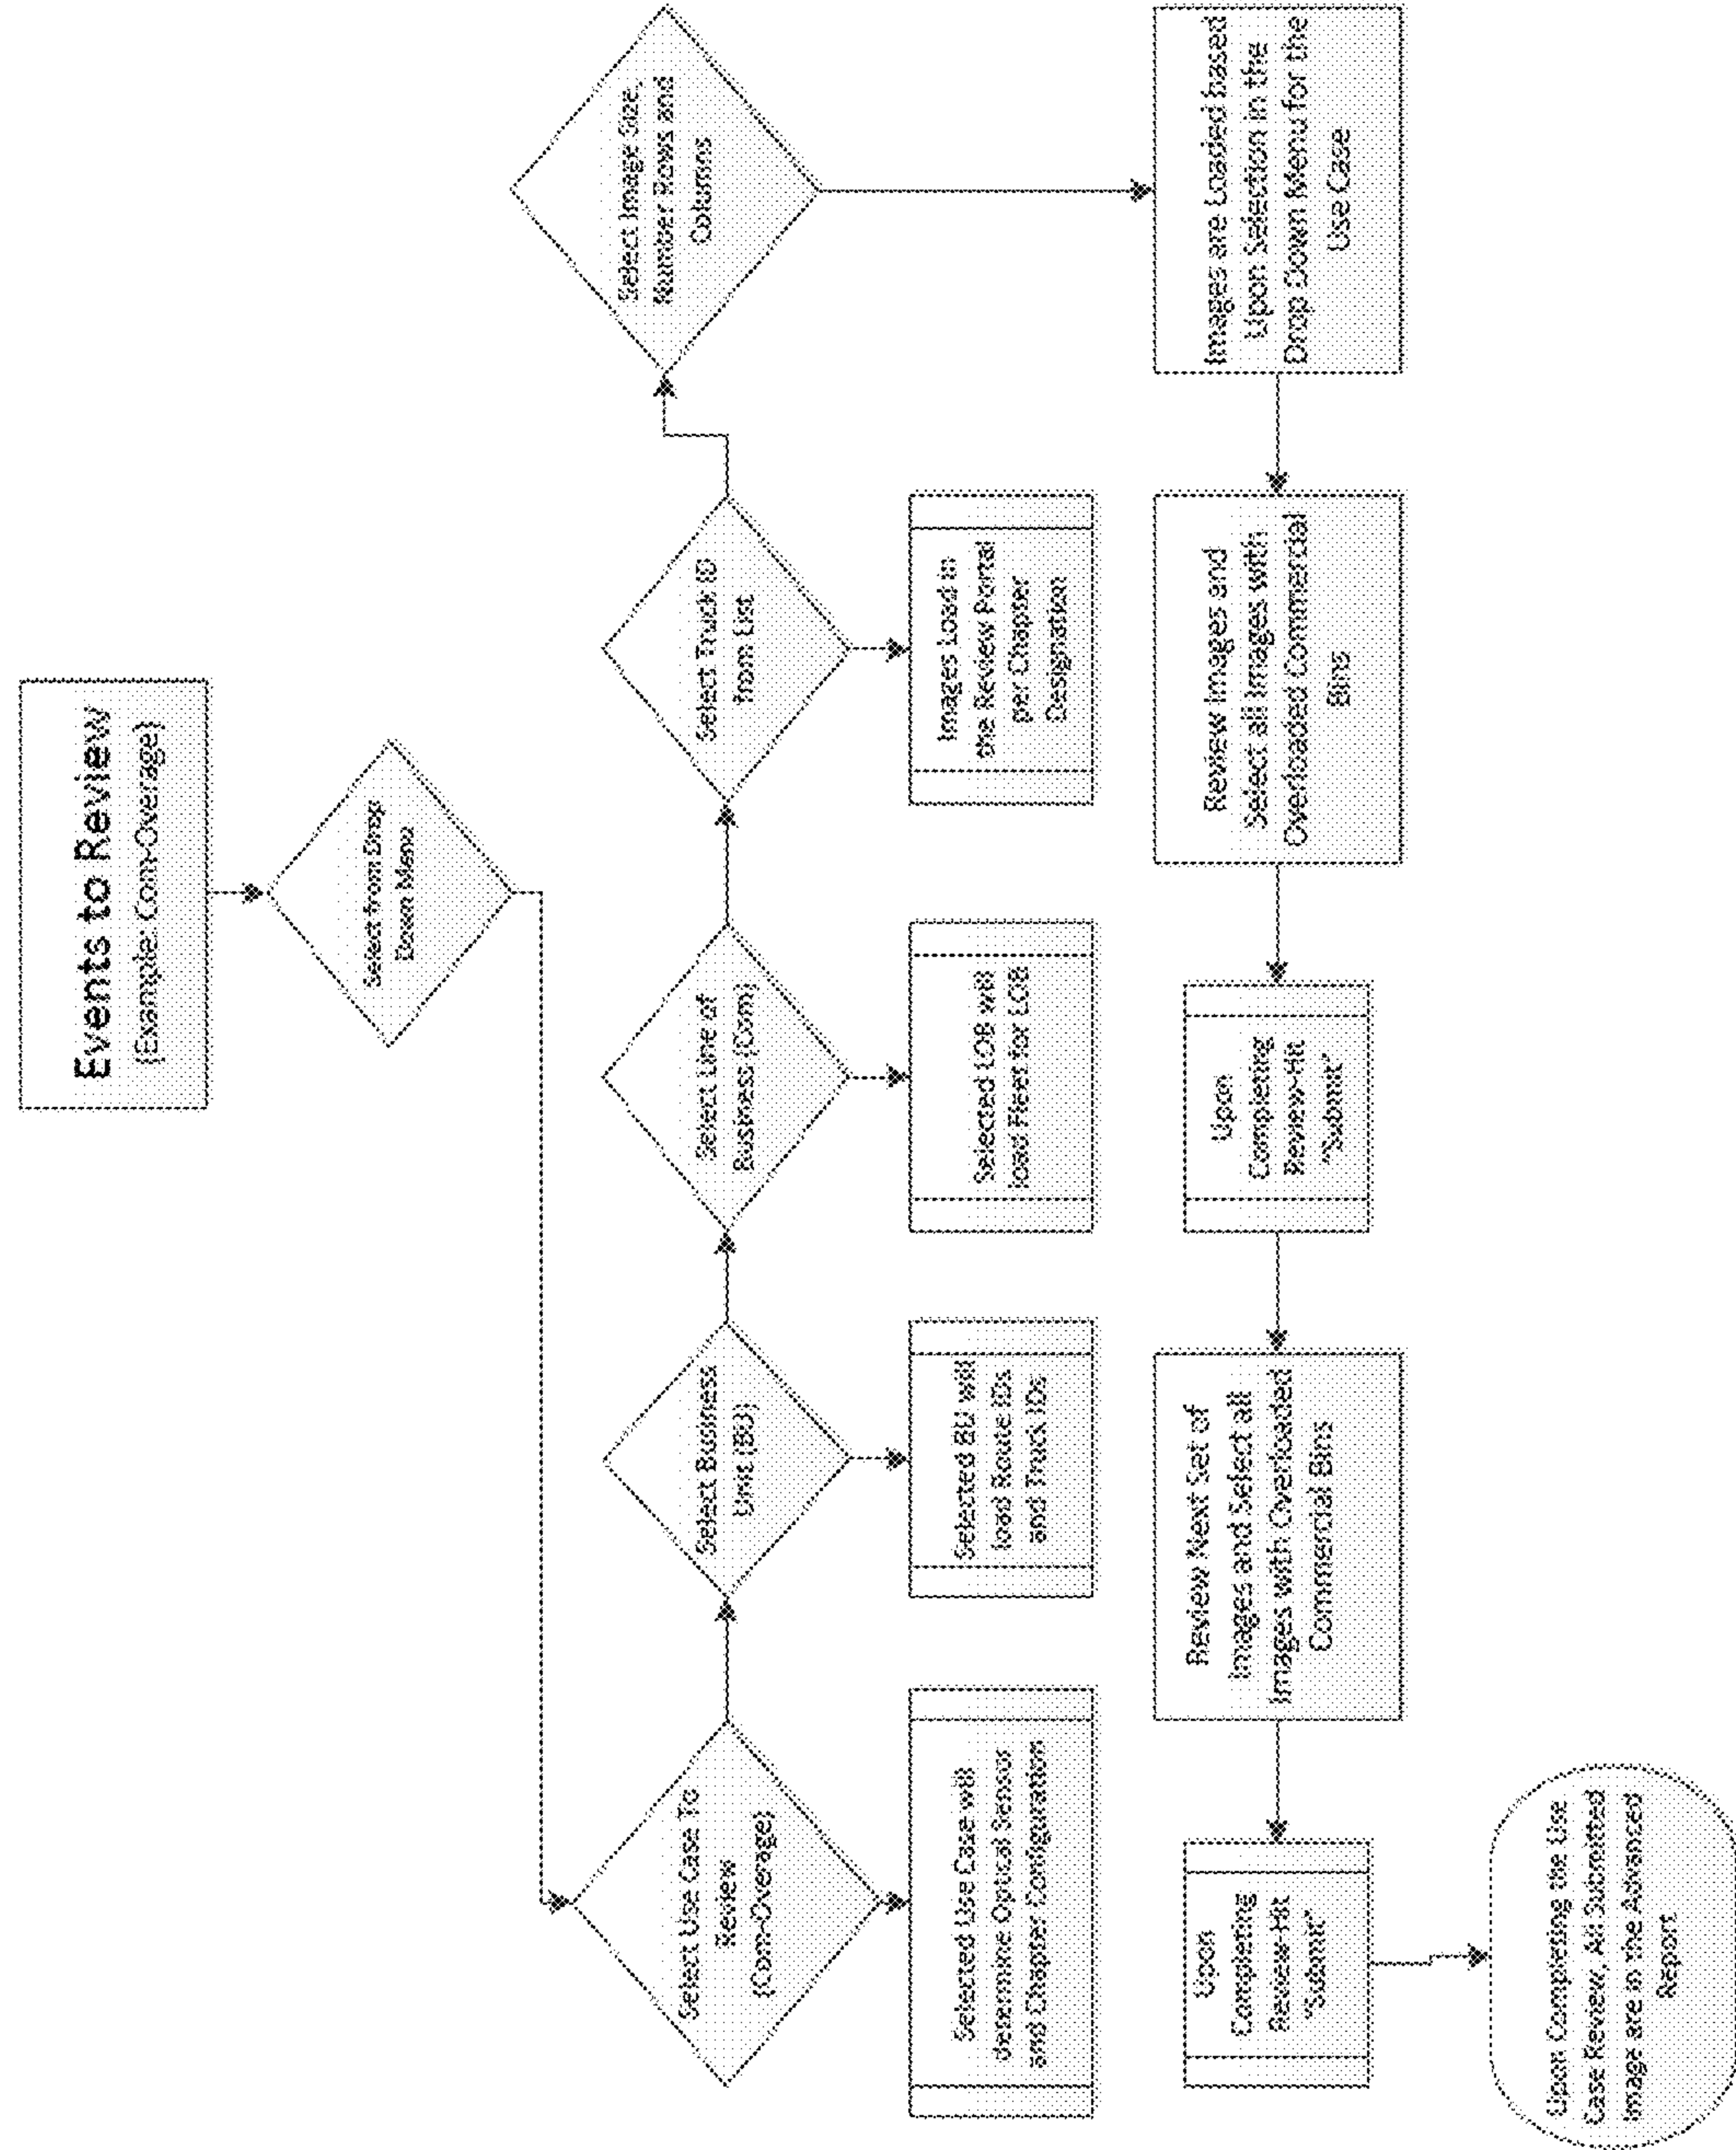 Events to Review
(Example: Com-Overage)
Select from Drop
Down Menu
Select Use Case To
Review
(Com-Overage)
Selected Use Case will
determine Optical Sensor
and Chapter Configuration
Select Business
Unit (BU)
Selected BU will
load Route IDs
and Truck IDs
Select Line of
Business (Com)
Selected LOB will
load Fleet for LOB
Select Truck ID
from List
Images Load in
the Review Portal
per Chapter
Designation
Select Image Size,
Number Rows and
Columns
Images are Loaded based
Upon Selection in the
Drop Down Menu for the
Use Case
Review Images and
Select all Images with
Overloaded Commercial
Bins
Upon
Completing
Review-Hit
"Submit"
Review Next Set of
Images and Select all
Images with Overloaded
Commercial Bins
Upon
Completing
Review-Hit
"Submit"
Upon Competing the Use
Case Review, All Submitted
Image are in the Advanced
Report